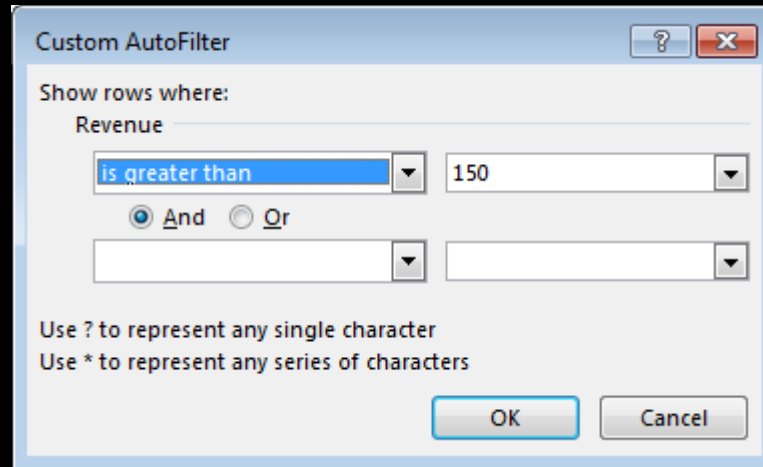 Custom AutoFilter
Show rows where:
Revenue
is greater than 150
And Or
Use ? to represent any single character
Use * to represent any series of characters
OK Cancel